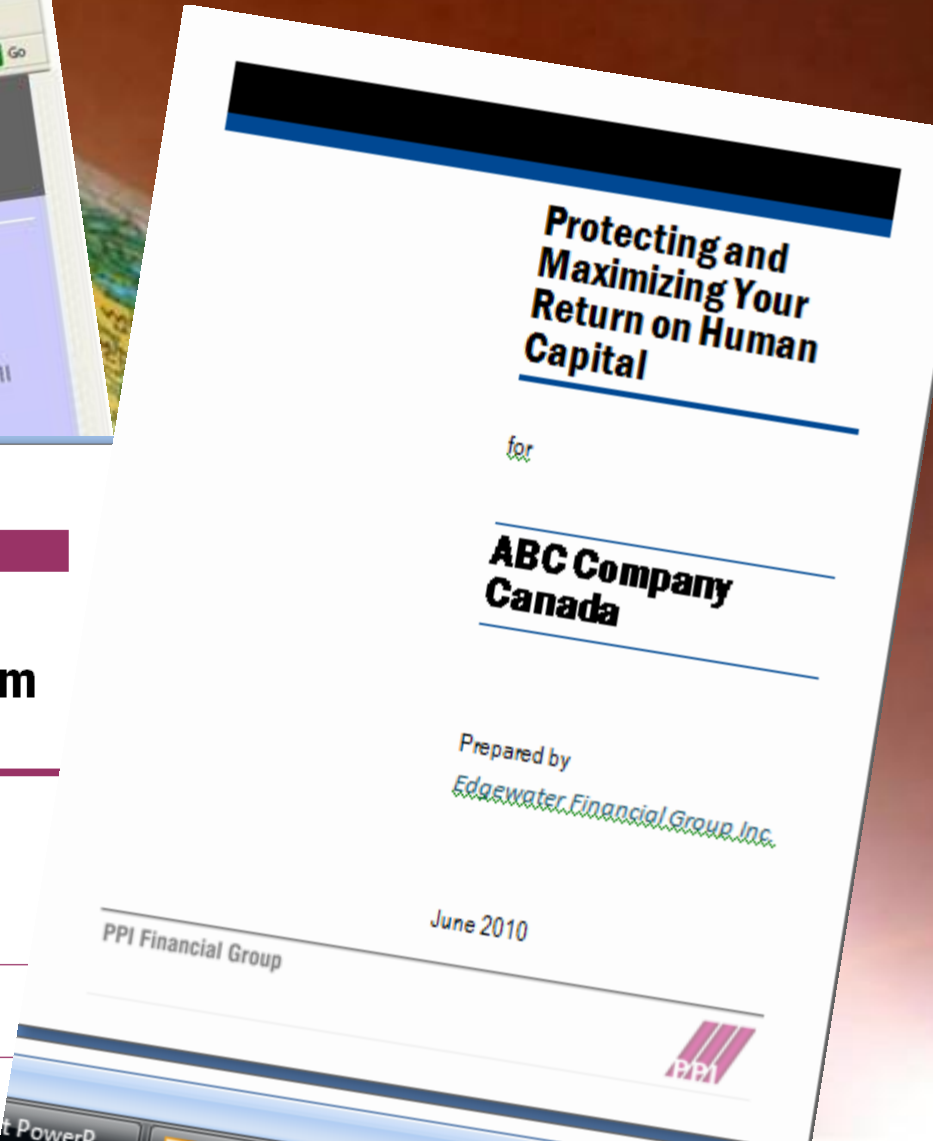 Go
Protecting and
Maximizing Your
Return on Human
Capital
for
ABC Company
Canada
m
Prepared by
Edgewater Financial Group Inc.
June 2010
PPI Financial Group
PPI
t PowerP